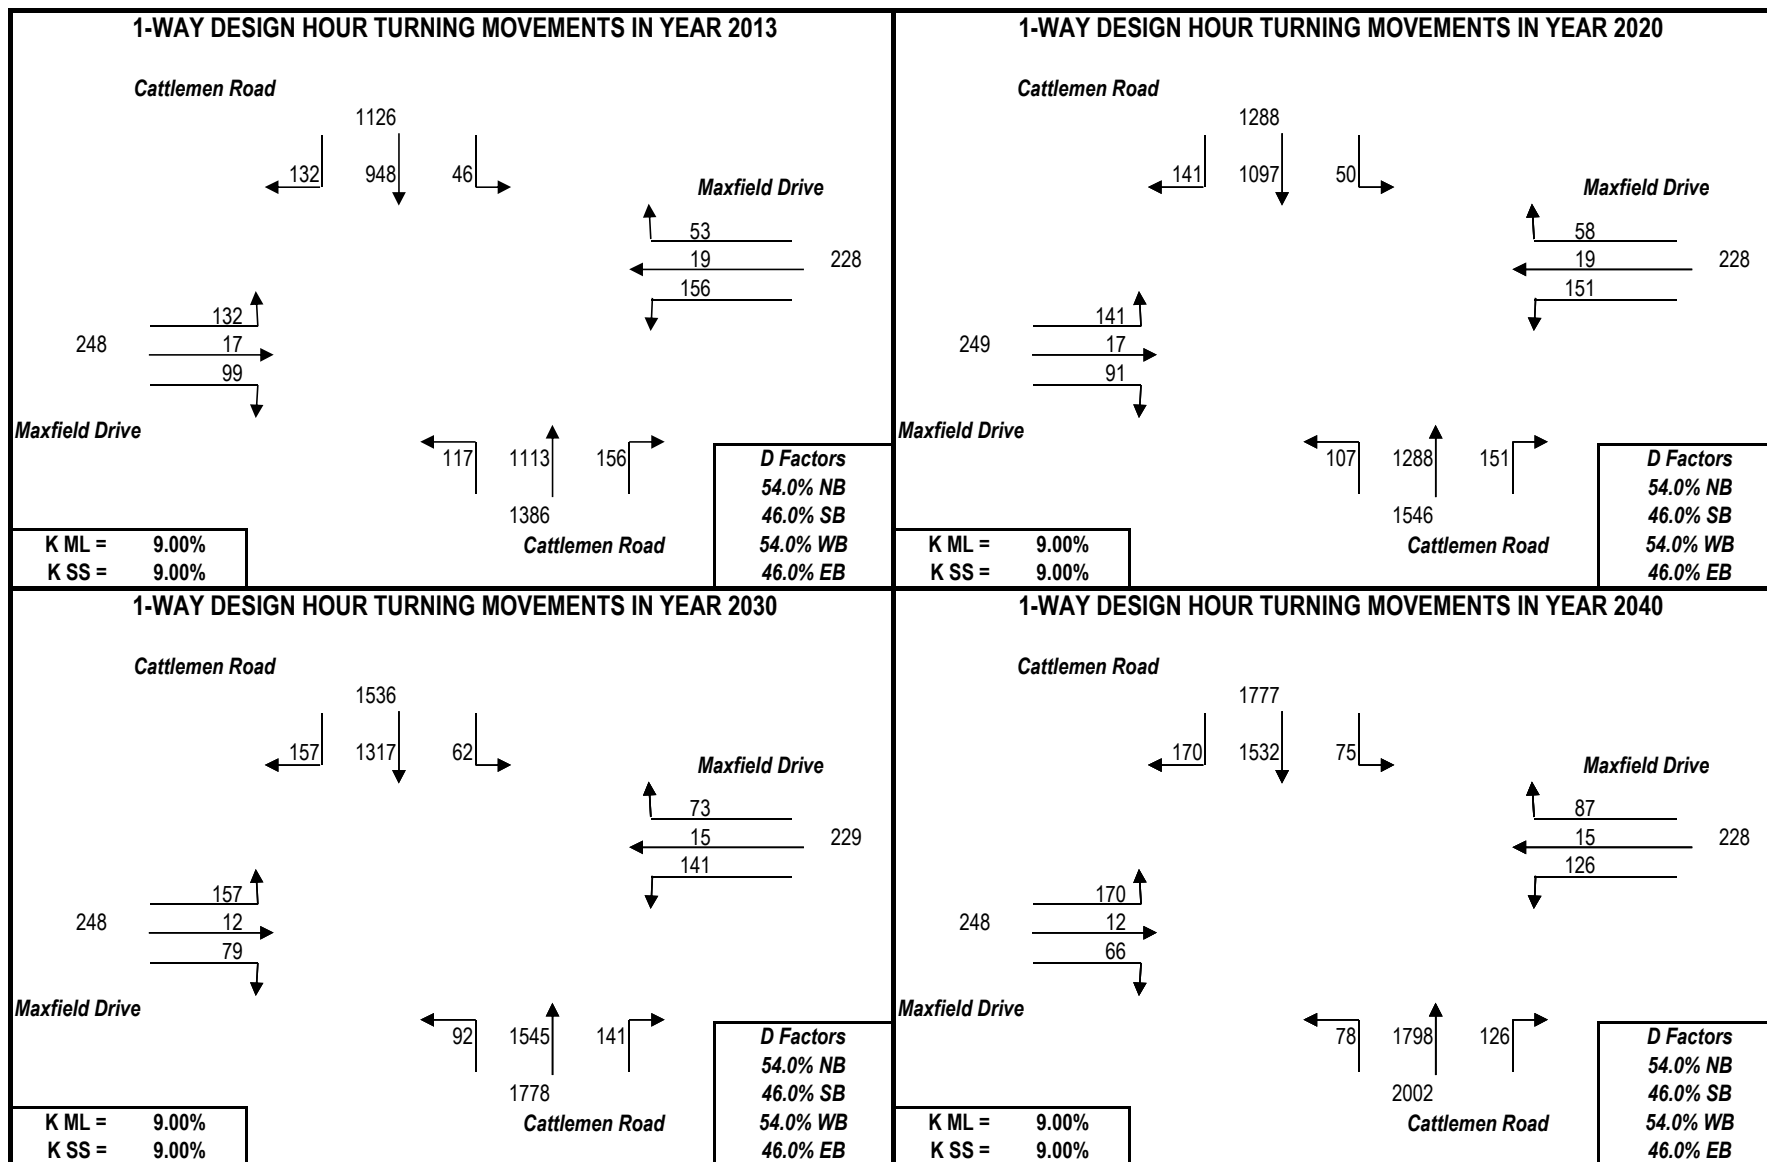 1-WAY DESIGN HOUR TURNING MOVEMENTS IN YEAR 2013
Cattlemen Road
1126
132 948 46
Maxfield Drive
53
19 228
156
132
248 17
99
Maxfield Drive
117 1113 156
1386
Cattlemen Road
D Factors
54.0% NB
46.0% SB
54.0% WB
46.0% EB
K ML = 9.00%
K SS = 9.00%
1-WAY DESIGN HOUR TURNING MOVEMENTS IN YEAR 2020
Cattlemen Road
1288
141 1097 50
Maxfield Drive
58
19 228
151
141
249 17
91
Maxfield Drive
107 1288 151
1546
Cattlemen Road
D Factors
54.0% NB
46.0% SB
54.0% WB
46.0% EB
K ML = 9.00%
K SS = 9.00%
1-WAY DESIGN HOUR TURNING MOVEMENTS IN YEAR 2030
Cattlemen Road
1536
157 1317 62
Maxfield Drive
73
15 229
141
157
248 12
79
Maxfield Drive
92 1545 141
1778
Cattlemen Road
D Factors
54.0% NB
46.0% SB
54.0% WB
46.0% EB
K ML = 9.00%
K SS = 9.00%
1-WAY DESIGN HOUR TURNING MOVEMENTS IN YEAR 2040
Cattlemen Road
1777
170 1532 75
Maxfield Drive
87
15 228
126
170
248 12
66
Maxfield Drive
78 1798 126
2002
Cattlemen Road
D Factors
54.0% NB
46.0% SB
54.0% WB
46.0% EB
K ML = 9.00%
K SS = 9.00%